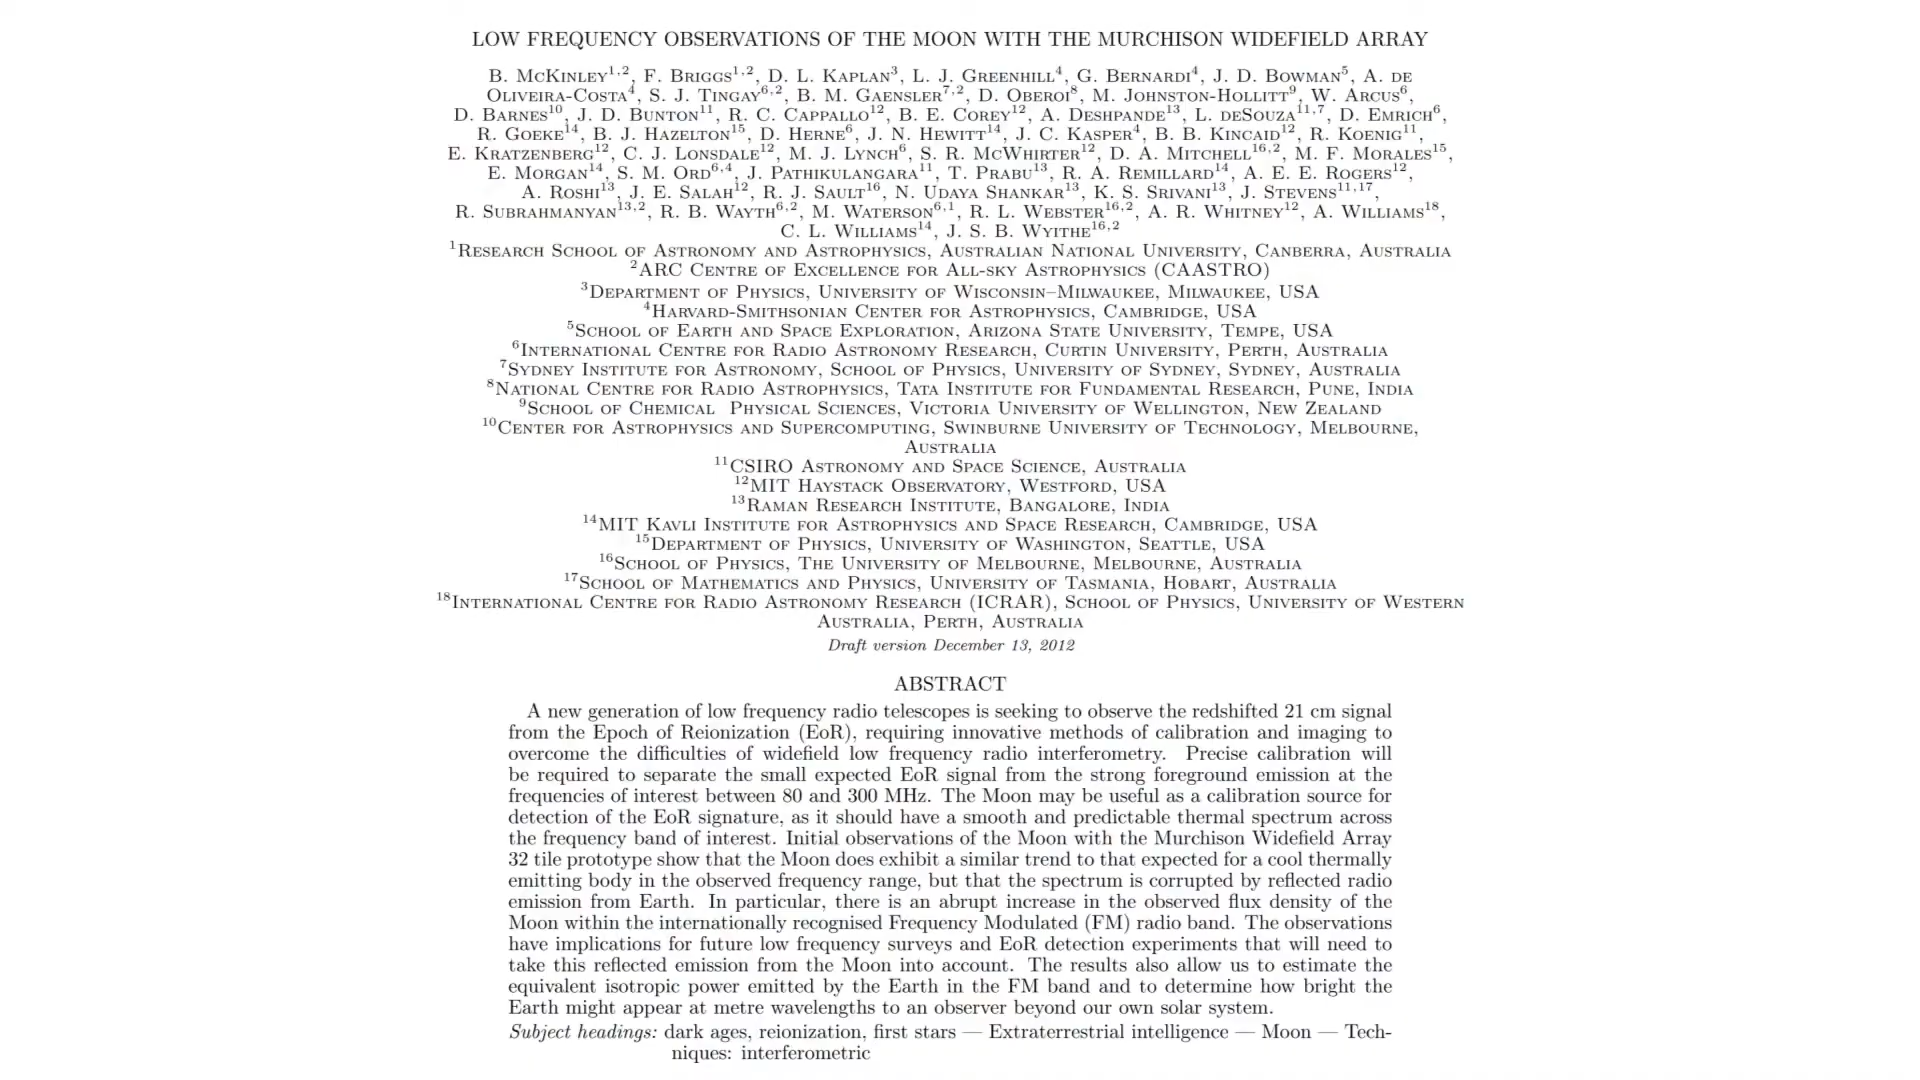 LOW FREQUENCY OBSERVATIONS OF THE MOON WITH THE MURCHISON WIDEFIELD ARRAY
B. McKinley1,2, F. Briggs1,2, D. L. Kaplan3, L. J. Greenhill4, G. Bernardi4, J. D. Bowman5, A. de
Oliveira-Costa4, S. J. Tingay6,2, B. M. Gaensler7,2, D. Oberoi8, M. Johnston-Hollitt9, W. Arcus6,
D. Barnes10, J. D. Bunton11, R. C. Cappallo12, B. E. Corey12, A. Deshpande13, L. deSouza11,7, D. Emrich6,
R. Goeke14, B. J. Hazelton15, D. Herne6, J. N. Hewitt14, J. C. Kasper4, B. B. Kincaid12, R. Koenig11,
E. Kratzenberg12, C. J. Lonsdale12, M. J. Lynch6, S. R. McWhirter12, D. A. Mitchell16,2, M. F. Morales15,
E. Morgan14, S. M. Ord6,4, J. Pathikulangara11, T. Prabu13, R. A. Remillard14, A. E. E. Rogers12,
A. Roshi13, J. E. Salah12, R. J. Sault16, N. Udaya Shankar13, K. S. Srivani13, J. Stevens11,17,
R. Subrahmanyan13,2, R. B. Wayth6,2, M. Waterson6,1, R. L. Webster16,2, A. R. Whitney12, A. Williams18,
C. L. Williams14, J. S. B. Wyithe16,2
1Research School of Astronomy and Astrophysics, Australian National University, Canberra, Australia
2ARC Centre of Excellence for All-sky Astrophysics (CAASTRO)
3Department of Physics, University of Wisconsin–Milwaukee, Milwaukee, USA
4Harvard-Smithsonian Center for Astrophysics, Cambridge, USA
5School of Earth and Space Exploration, Arizona State University, Tempe, USA
6International Centre for Radio Astronomy Research, Curtin University, Perth, Australia
7Sydney Institute for Astronomy, School of Physics, University of Sydney, Sydney, Australia
8National Centre for Radio Astrophysics, Tata Institute for Fundamental Research, Pune, India
9School of Chemical Physical Sciences, Victoria University of Wellington, New Zealand
10Center for Astrophysics and Supercomputing, Swinburne University of Technology, Melbourne,
Australia
11CSIRO Astronomy and Space Science, Australia
12MIT Haystack Observatory, Westford, USA
13Raman Research Institute, Bangalore, India
14MIT Kavli Institute for Astrophysics and Space Research, Cambridge, USA
15Department of Physics, University of Washington, Seattle, USA
16School of Physics, The University of Melbourne, Melbourne, Australia
17School of Mathematics and Physics, University of Tasmania, Hobart, Australia
18International Centre for Radio Astronomy Research (ICRAR), School of Physics, University of Western
Australia, Perth, Australia
Draft version December 13, 2012
ABSTRACT
A new generation of low frequency radio telescopes is seeking to observe the redshifted 21 cm signal
from the Epoch of Reionization (EoR), requiring innovative methods of calibration and imaging to
overcome the difficulties of widefield low frequency radio interferometry. Precise calibration will
be required to separate the small expected EoR signal from the strong foreground emission at the
frequencies of interest between 80 and 300 MHz. The Moon may be useful as a calibration source for
detection of the EoR signature, as it should have a smooth and predictable thermal spectrum across
the frequency band of interest. Initial observations of the Moon with the Murchison Widefield Array
32 tile prototype show that the Moon does exhibit a similar trend to that expected for a cool thermally
emitting body in the observed frequency range, but that the spectrum is corrupted by reflected radio
emission from Earth. In particular, there is an abrupt increase in the observed flux density of the
Moon within the internationally recognised Frequency Modulated (FM) radio band. The observations
have implications for future low frequency surveys and EoR detection experiments that will need to
take this reflected emission from the Moon into account. The results also allow us to estimate the
equivalent isotropic power emitted by the Earth in the FM band and to determine how bright the
Earth might appear at metre wavelengths to an observer beyond our own solar system.
Subject headings: dark ages, reionization, first stars — Extraterrestrial intelligence — Moon — Tech-
niques: interferometric